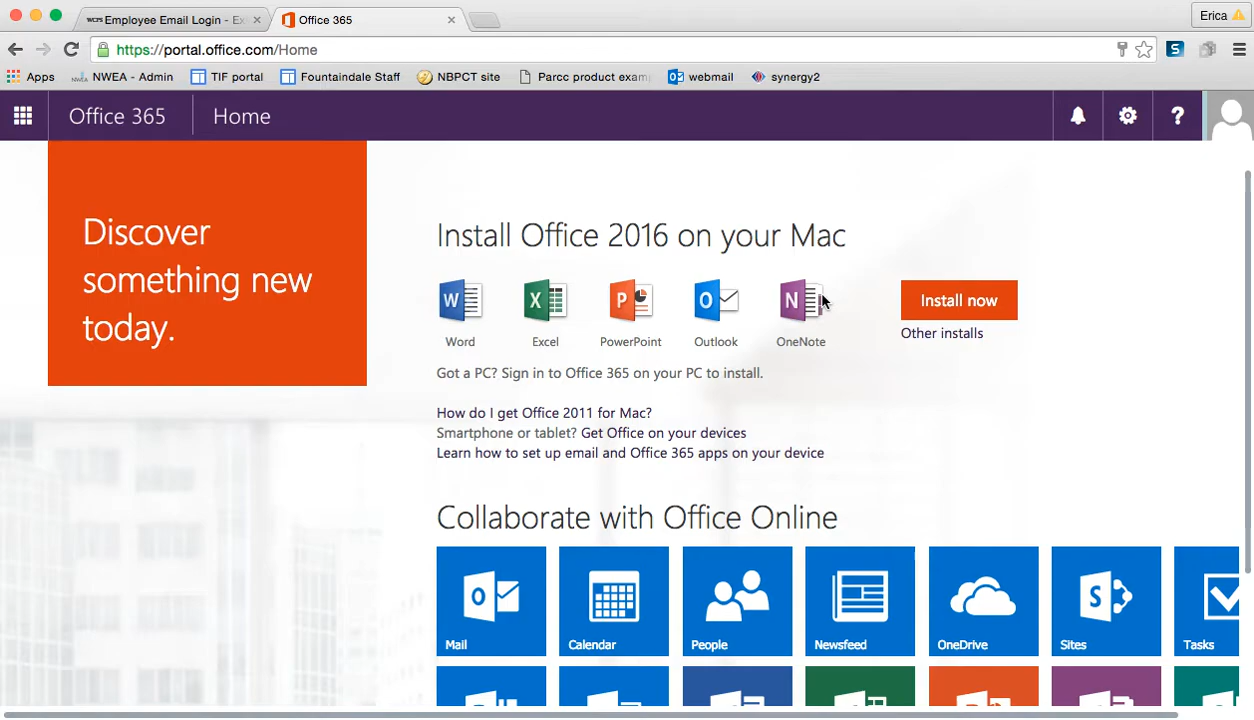 WCPS Employee Email Login - Ex
Office 365
Erica
https://portal.office.com/Home
Apps
NWEA - Admin
TIF portal
Fountaindale Staff
NBPCT site
Parcc product exam
webmail
synergy2
Office 365
Home
?
Discover
something new
today.
Install Office 2016 on your Mac
Word
Excel
PowerPoint
Outlook
OneNote
Install now
Other installs
Got a PC? Sign in to Office 365 on your PC to install.
How do I get Office 2011 for Mac?
Smartphone or tablet? Get Office on your devices
Learn how to set up email and Office 365 apps on your device
Collaborate with Office Online
Mail
Calendar
People
Newsfeed
OneDrive
Sites
Tasks